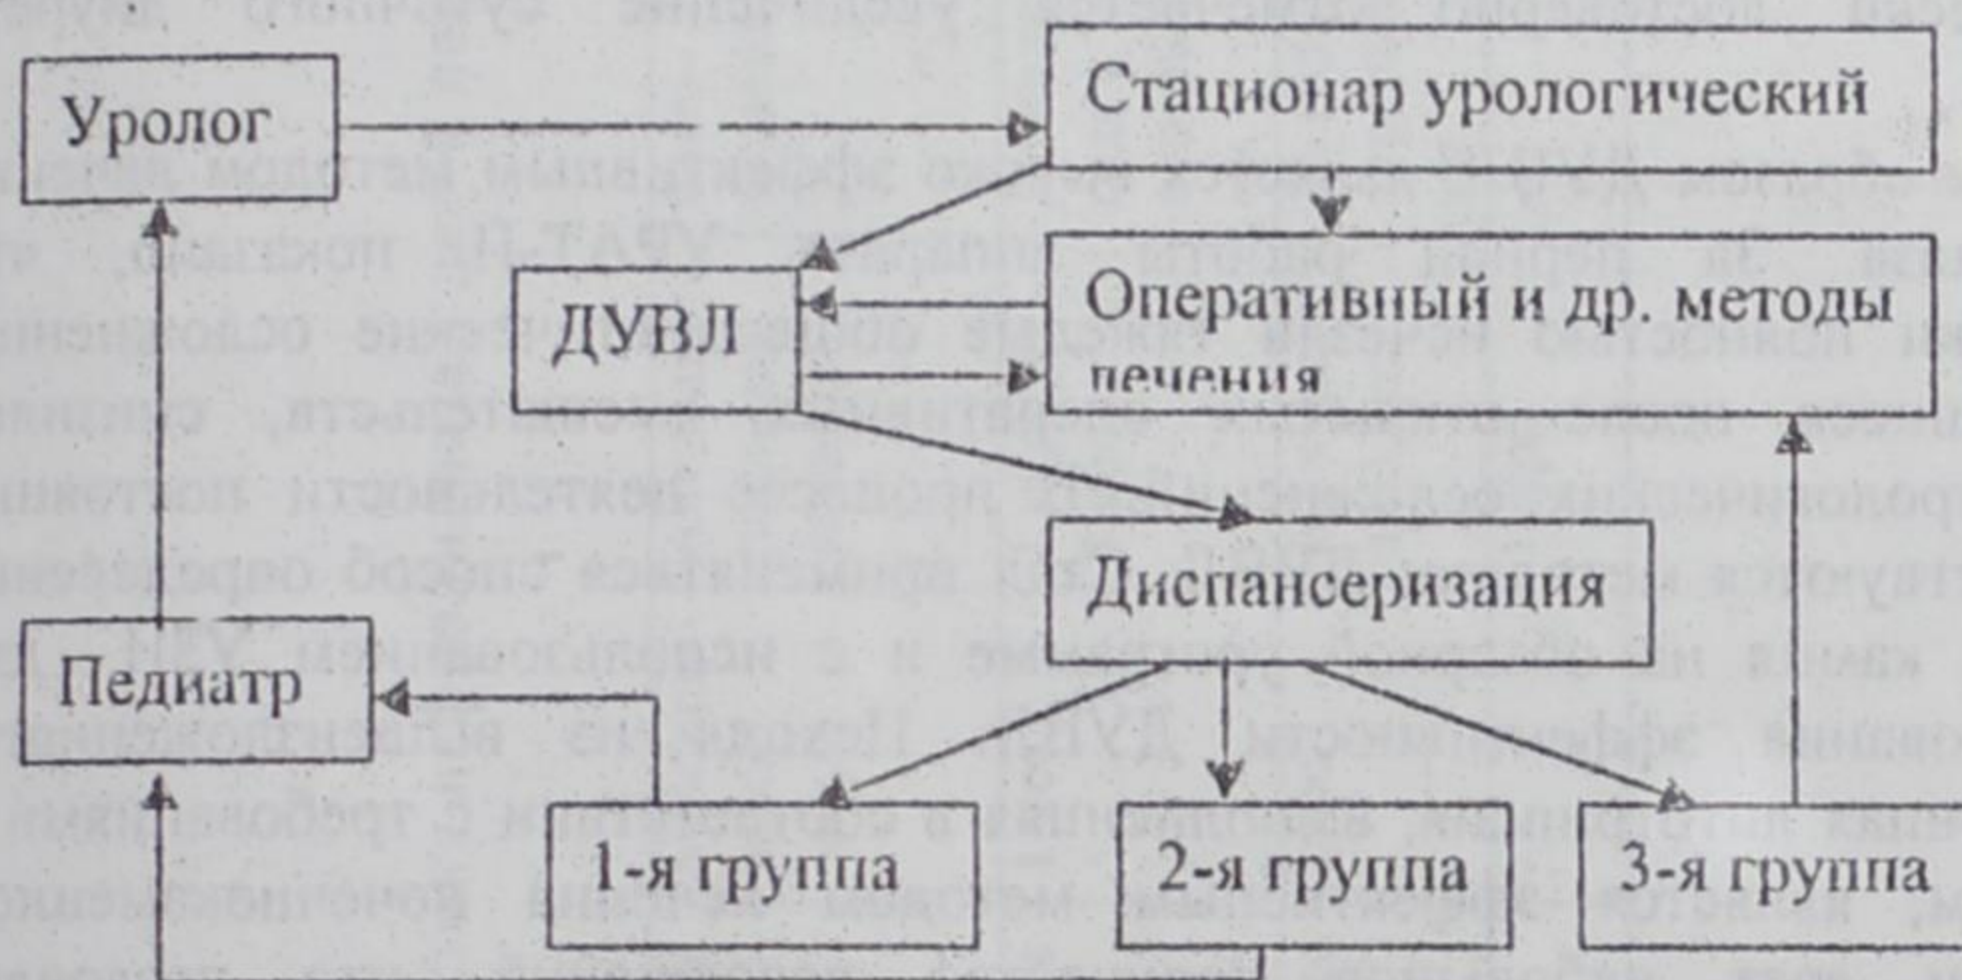 Уролог
Стационар урологический
ДУВЛ
Оперативный и др. методы
лечения
Диспансеризация
Педиатр
1-я группа
2-я группа
3-я группа